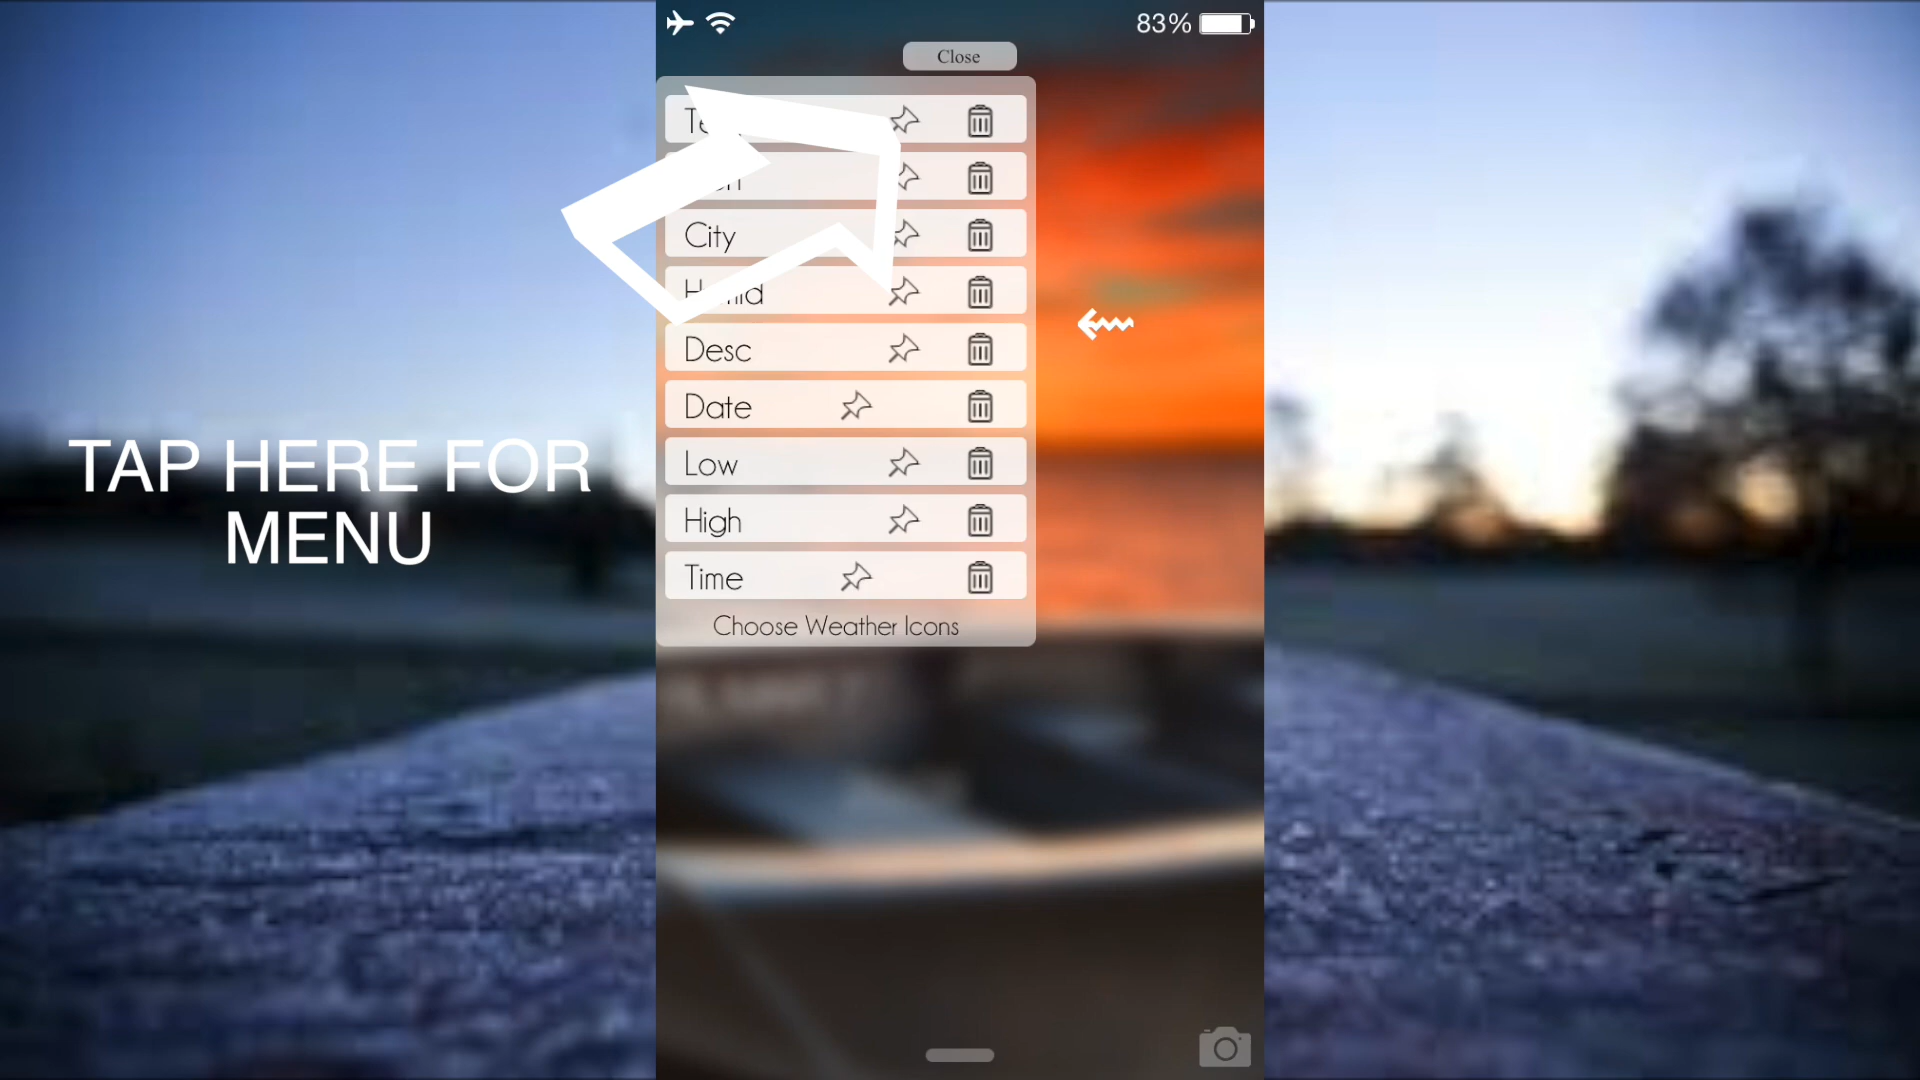 83%
Close
City
Desc
Date
TAP HERE FOR
MENU
Low
High
Time
Choose Weather Icons